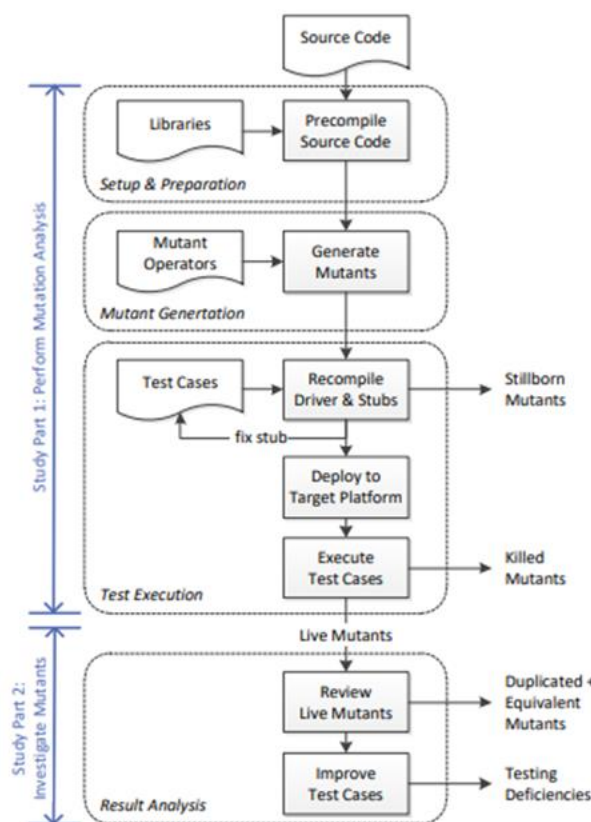 Source Code
Libraries
Precompile
Source Code
Setup & Preparation
Mutant
Operators
Generate
Mutants
Mutant Genertation
Test Cases
Recompile
Driver & Stubs
Stillborn
Mutants
fix stub
Deploy to
Target Platform
Execute
Test Cases
Killed
Mutants
Test Execution
Study Part 1: Perform Mutation Analysis
Live Mutants
Review
Live Mutants
Duplicated +
Equivalent
Mutants
Improve
Test Cases
Testing
Deficiencies
Result Analysis
Study Part 2:
Investigate Mutants